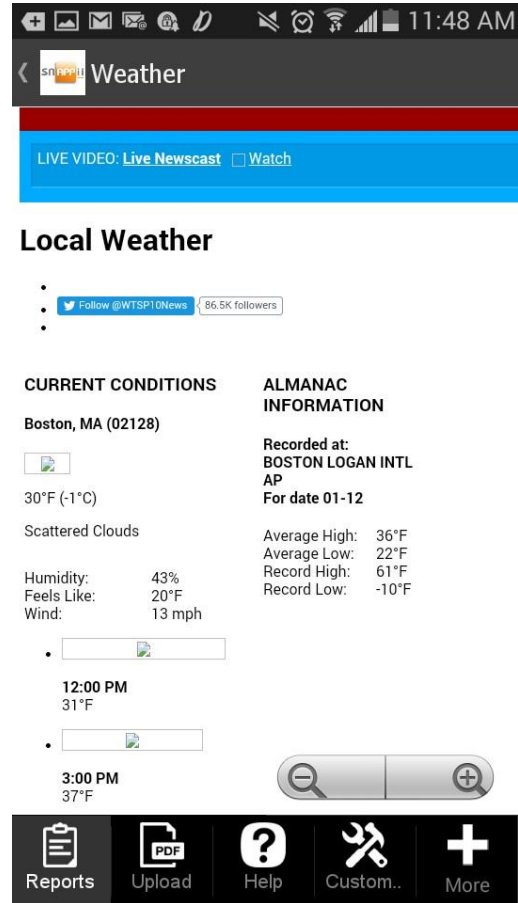 11:48 AM
snappii Weather
LIVE VIDEO: Live Newscast Watch
Local Weather
Follow @WTSP10News 86.5K followers
CURRENT CONDITIONS
Boston, MA (02128)
30°F (-1°C)
Scattered Clouds
Humidity: 43%
Feels Like: 20°F
Wind: 13 mph
12:00 PM
31°F
3:00 PM
37°F
ALMANAC
INFORMATION
Recorded at:
BOSTON LOGAN INTL
AP
For date 01-12
Average High: 36°F
Average Low: 22°F
Record High: 61°F
Record Low: -10°F
PDF
Reports Upload Help Custom.. More